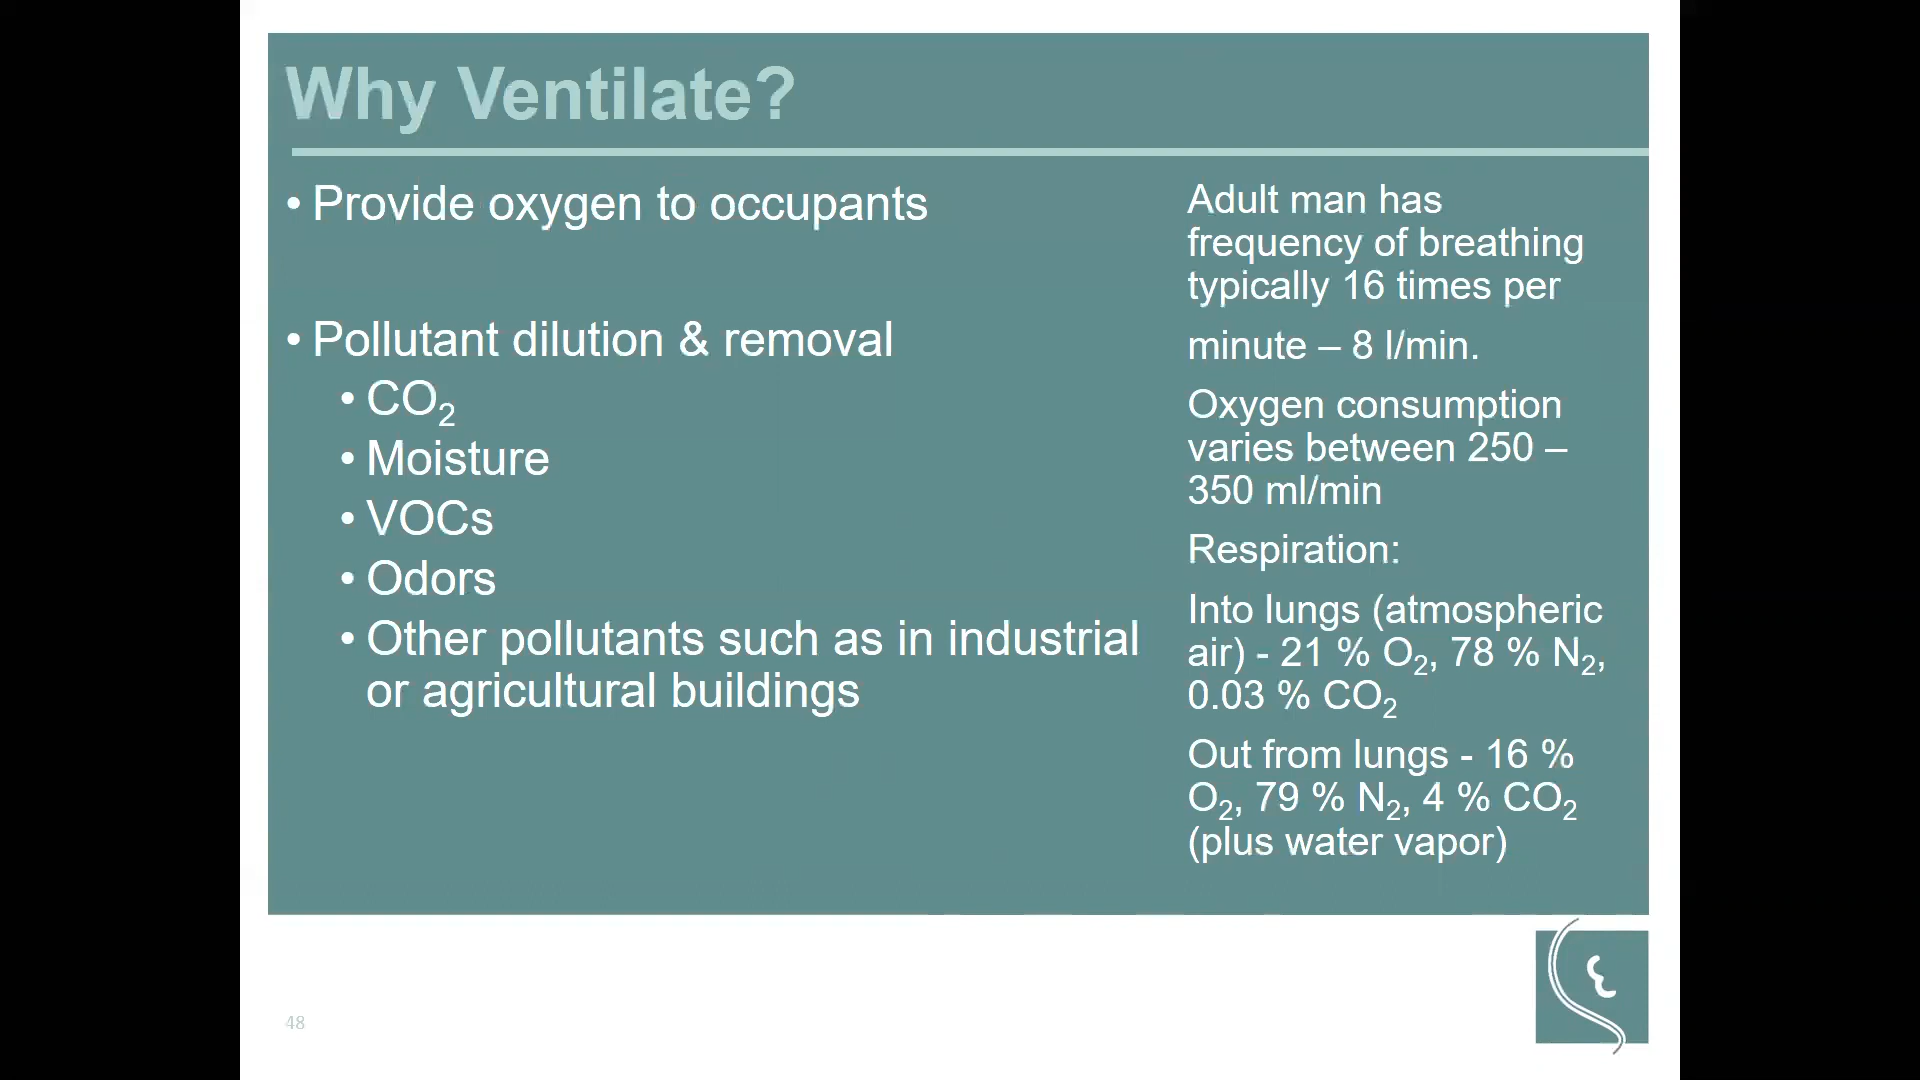 Why Ventilate?
• Provide oxygen to occupants
• Pollutant dilution & removal
• CO₂
• Moisture
• VOCs
• Odors
• Other pollutants such as in industrial
or agricultural buildings
Adult man has
frequency of breathing
typically 16 times per
minute – 8 l/min.
Oxygen consumption
varies between 250 –
350 ml/min
Respiration:
Into lungs (atmospheric
air) - 21 % O₂, 78 % N₂,
0.03 % CO₂
Out from lungs - 16 %
O₂, 79 % N₂, 4 % CO₂
(plus water vapor)
48